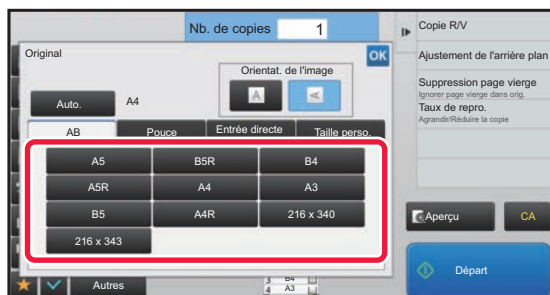 Nb. de copies 1
Original
OK
Orientat. de l'image
A
A
Auto.
A4
AB
Pouce
Entrée directe
Taille perso.
A5
B5R
B4
A5R
A4
A3
B5
A4R
216 x 340
216 x 343
Autres
3 B4
4 A3
Copie R/V
Ajustement de l'arrière plan
Suppression page vierge
Ignorer page vierge dans orig.
Taux de repro.
Agrandir/Réduire la copie
Aperçu
CA
Départ